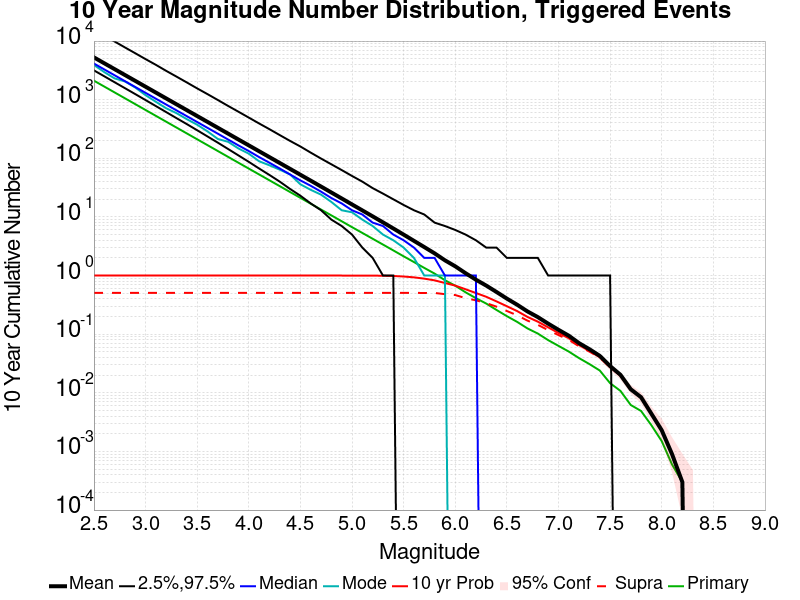 10 Year Magnitude Number Distribution, Triggered Events
10 Year Cumulative Number
10^4
10^3
10^2
10^1
10^0
10^-1
10^-2
10^-3
10^-4
2.5 3.0 3.5 4.0 4.5 5.0 5.5 6.0 6.5 7.0 7.5 8.0 8.5 9.0
Magnitude
Mean 2.5%,97.5% Median Mode 10 yr Prob 95% Conf Supra Primary